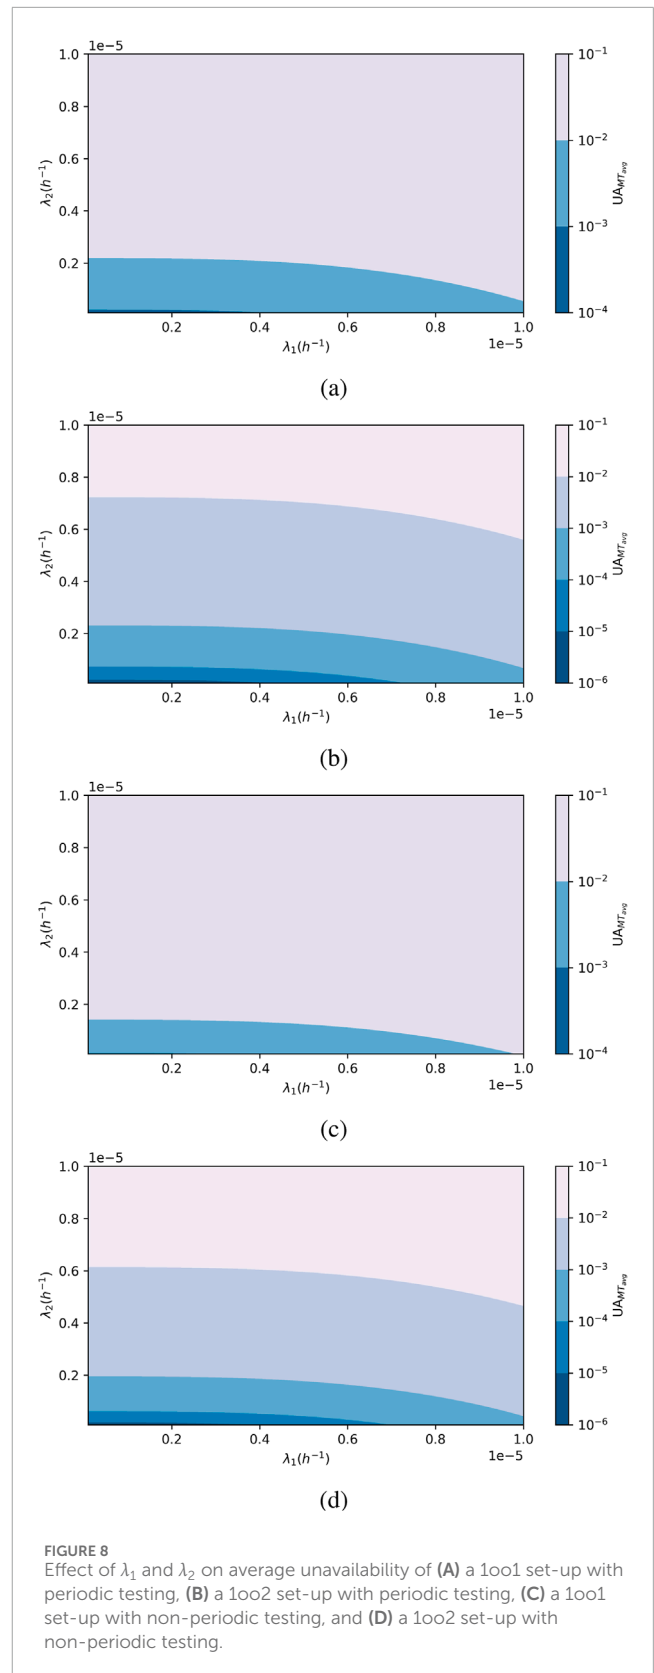 1e−5
1.0
0.8
0.6
0.4
0.2
λ₂(h⁻¹)
0.2 0.4 0.6 0.8 1.0
λ₁(h⁻¹)
1e−5
10⁻¹
10⁻²
10⁻³
10⁻⁴
UA_MT_avg
(a)
1e−5
1.0
0.8
0.6
0.4
0.2
λ₂(h⁻¹)
0.2 0.4 0.6 0.8 1.0
λ₁(h⁻¹)
1e−5
10⁻¹
10⁻²
10⁻³
10⁻⁴
10⁻⁵
10⁻⁶
UA_MT_avg
(b)
1e−5
1.0
0.8
0.6
0.4
0.2
λ₂(h⁻¹)
0.2 0.4 0.6 0.8 1.0
λ₁(h⁻¹)
1e−5
10⁻¹
10⁻²
10⁻³
10⁻⁴
UA_MT_avg
(c)
1e−5
1.0
0.8
0.6
0.4
0.2
λ₂(h⁻¹)
0.2 0.4 0.6 0.8 1.0
λ₁(h⁻¹)
1e−5
10⁻¹
10⁻²
10⁻³
10⁻⁴
10⁻⁵
10⁻⁶
UA_MT_avg
(d)
FIGURE 8
Effect of λ₁ and λ₂ on average unavailability of (A) a 1oo1 set-up with
periodic testing, (B) a 1oo2 set-up with periodic testing, (C) a 1oo1
set-up with non-periodic testing, and (D) a 1oo2 set-up with
non-periodic testing.